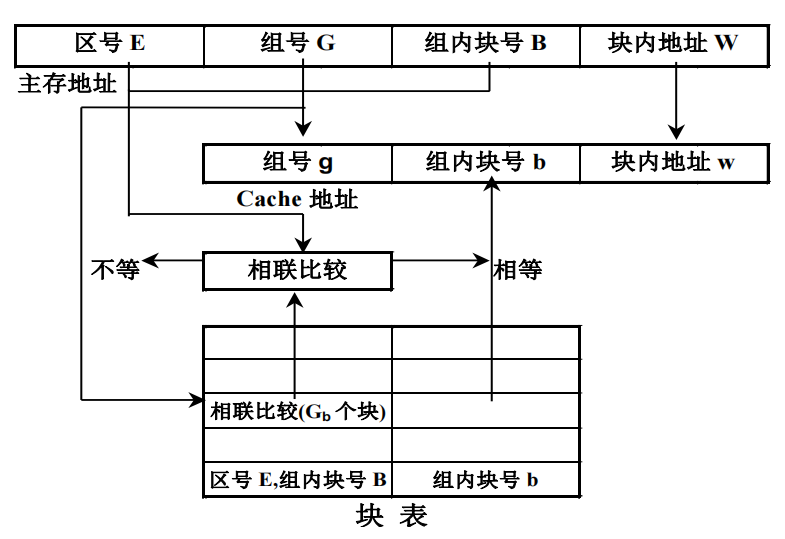 区号 E 组号 G 组内块号 B 块内地址 W
主存地址
组号 g 组内块号 b 块内地址 w
Cache 地址
不等 相联比较 相等
相联比较(Gb 个块)
区号 E,组内块号 B 组内块号 b
块 表